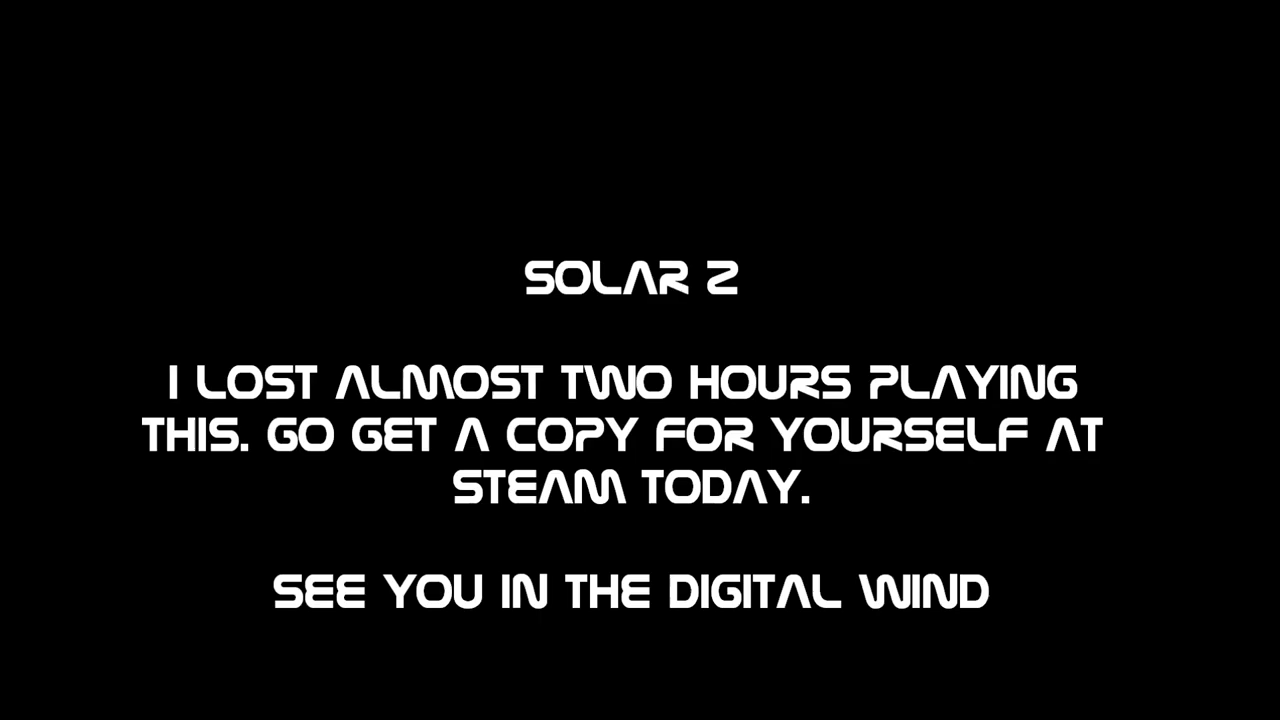 SOLAR 2
I LOST ALMOST TWO HOURS PLAYING
THIS. GO GET A COPY FOR YOURSELF AT
STEAM TODAY.
SEE YOU IN THE DIGITAL WIND